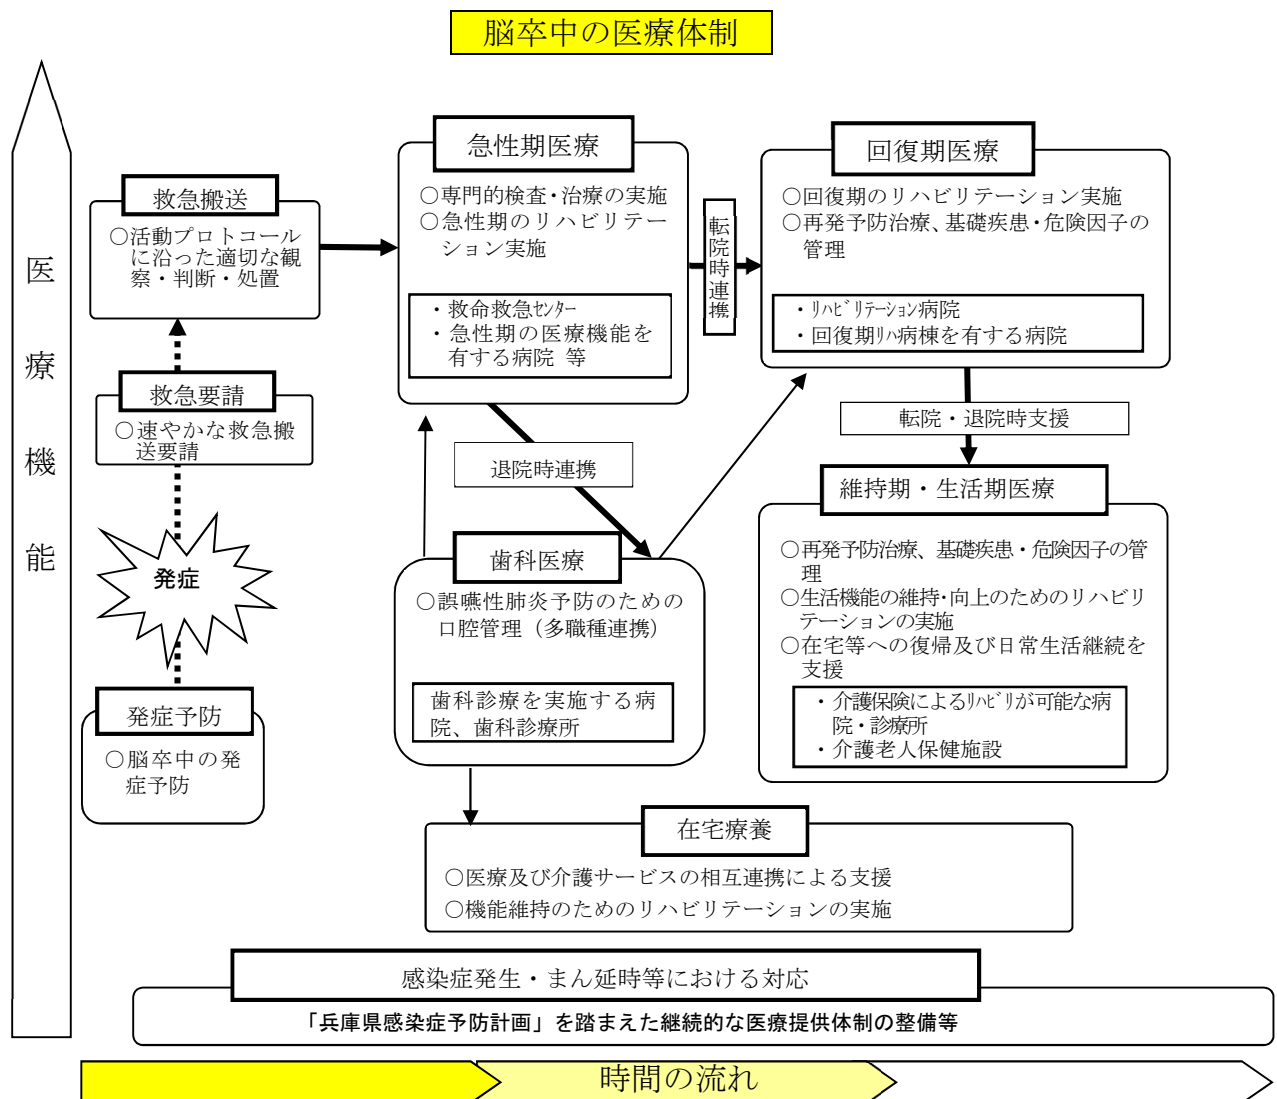 脳卒中の医療体制
医療機能
救急搬送
○活動プロトコール
に沿った適切な観
察・判断・処置
救急要請
○速やかな救急搬
送要請
発症
発症予防
○脳卒中の発
症予防
急性期医療
○専門的検査・治療の実施
○急性期のリハビリテー
ション実施
・救命救急ｾﾝﾀｰ
・急性期の医療機能を
有する病院 等
転院時連携
回復期医療
○回復期のリハビリテーション実施
○再発予防治療、基礎疾患・危険因子の
管理
・ﾘﾊﾋﾞﾘﾃｰｼｮﾝ病院
・回復期ﾘﾊ病棟を有する病院
転院・退院時支援
退院時連携
維持期・生活期医療
○再発予防治療、基礎疾患・危険因子の管
理
○生活機能の維持・向上のためのリハビリ
テーションの実施
○在宅等への復帰及び日常生活継続を
支援
・介護保険によるﾘﾊﾋﾞﾘが可能な病
院・診療所
・介護老人保健施設
歯科医療
○誤嚥性肺炎予防のための
口腔管理（多職種連携）
歯科診療を実施する病
院、歯科診療所
在宅療養
○医療及び介護サービスの相互連携による支援
○機能維持のためのリハビリテーションの実施
感染症発生・まん延時等における対応
「兵庫県感染症予防計画」を踏まえた継続的な医療提供体制の整備等
時間の流れ